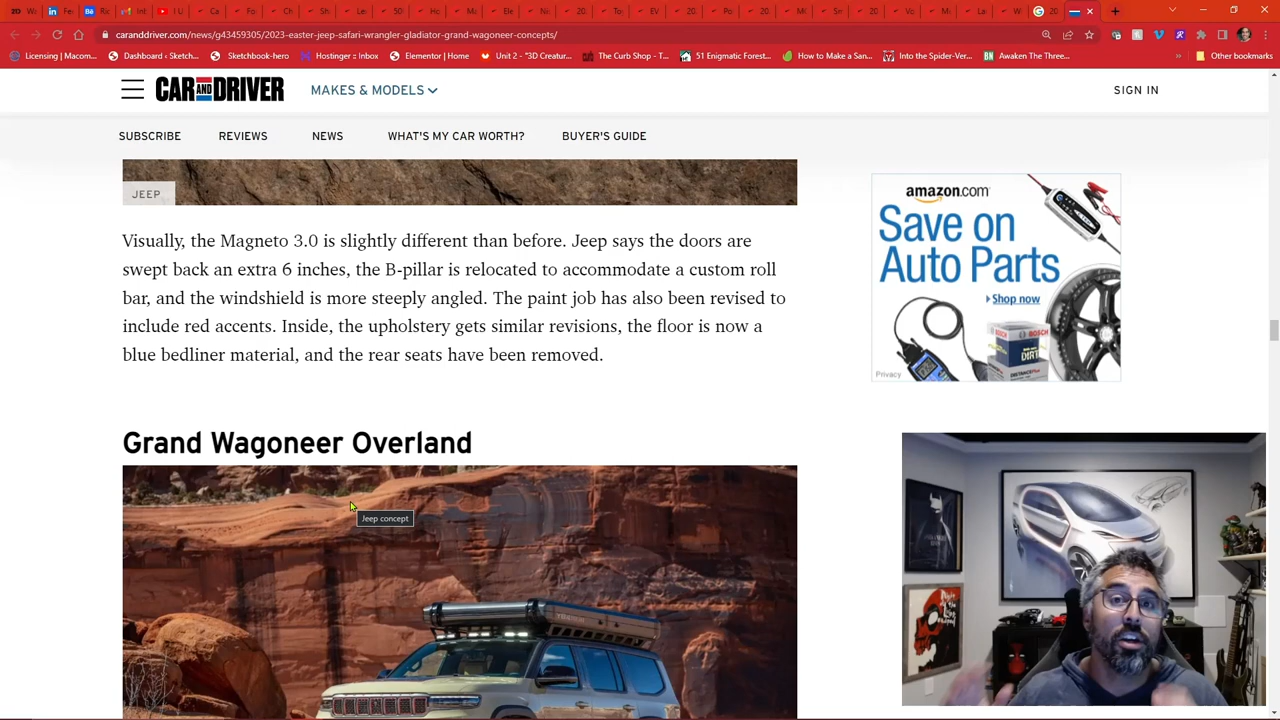 2D
caranddriver.com/news/g43459305/2023-easter-jeep-safari-wrangler-gladiator-grand-wagoneer-concepts/
Licensing | Macom...
Dashboard ‹ Sketch...
Sketchbook-hero
Hostinger :: Inbox
Elementor | Home
Unit 2 - "3D Creatur...
The Curb Shop - T...
51 Enigmatic Forest...
How to Make a San...
Into the Spider-Ver...
Awaken The Three...
Other bookmarks
CAR AND DRIVER
MAKES & MODELS
SIGN IN
SUBSCRIBE
REVIEWS
NEWS
WHAT'S MY CAR WORTH?
BUYER'S GUIDE
JEEP
Visually, the Magneto 3.0 is slightly different than before. Jeep says the doors are
swept back an extra 6 inches, the B-pillar is relocated to accommodate a custom roll
bar, and the windshield is more steeply angled. The paint job has also been revised to
include red accents. Inside, the upholstery gets similar revisions, the floor is now a
blue bedliner material, and the rear seats have been removed.
amazon.com
Save on
Auto Parts
Shop now
BOSCH
DIRT
Privacy
Grand Wagoneer Overland
Jeep concept